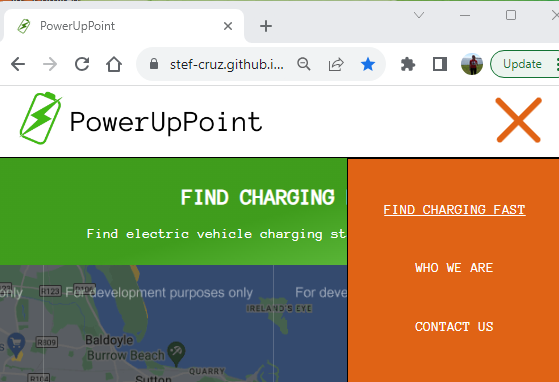 PowerUpPoint
stef-cruz.github.i...
Update
PowerUpPoint
FIND CHARGING
Find electric vehicle charging st
FIND CHARGING FAST
WHO WE ARE
CONTACT US
only
For development purposes only
For deve
R123
R106
IRELAND'S EYE
R809
Baldoyle
Burrow Beach
QUARRY
Sutton